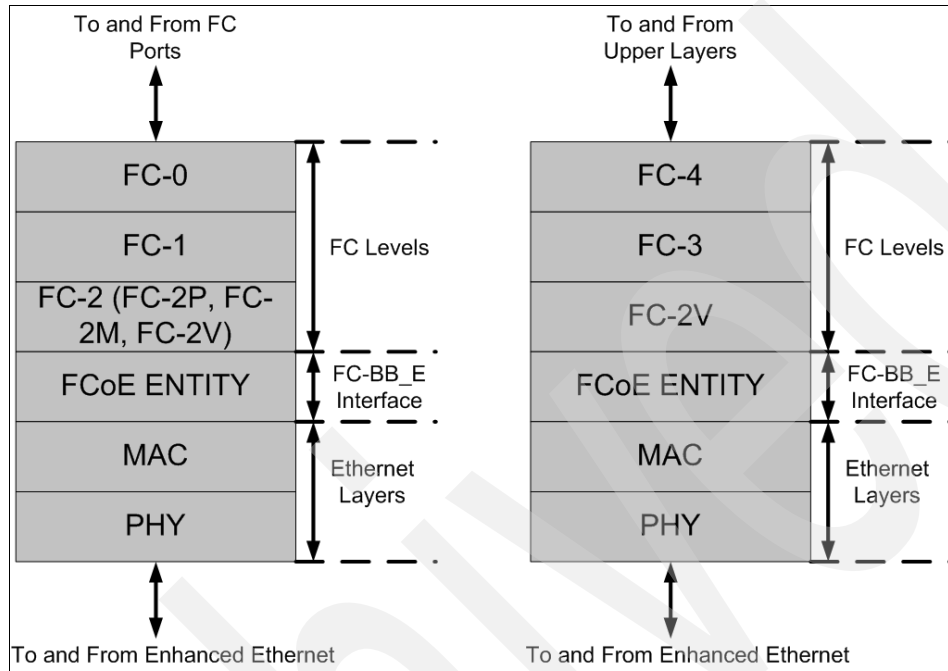 To and From FC
Ports
FC-0
FC-1
FC-2 (FC-2P, FC-
2M, FC-2V)
FCoE ENTITY
MAC
PHY
FC Levels
FC-BB_E
Interface
Ethernet
Layers
To and From Enhanced Ethernet
To and From
Upper Layers
FC-4
FC-3
FC-2V
FCoE ENTITY
MAC
PHY
FC Levels
FC-BB_E
Interface
Ethernet
Layers
To and From Enhanced Ethernet